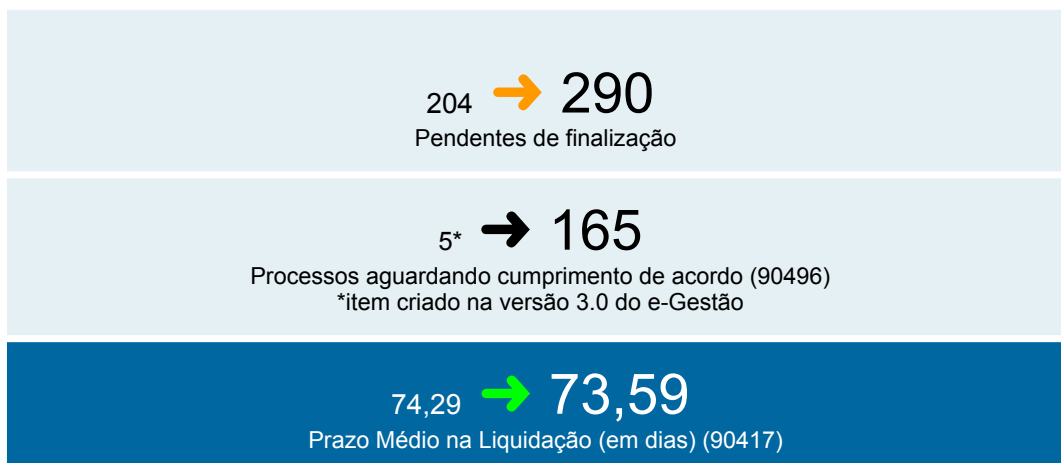 204 ➜ 290
Pendentes de finalização
5* ➜ 165
Processos aguardando cumprimento de acordo (90496)
*item criado na versão 3.0 do e-Gestão
74,29 ➜ 73,59
Prazo Médio na Liquidação (em dias) (90417)